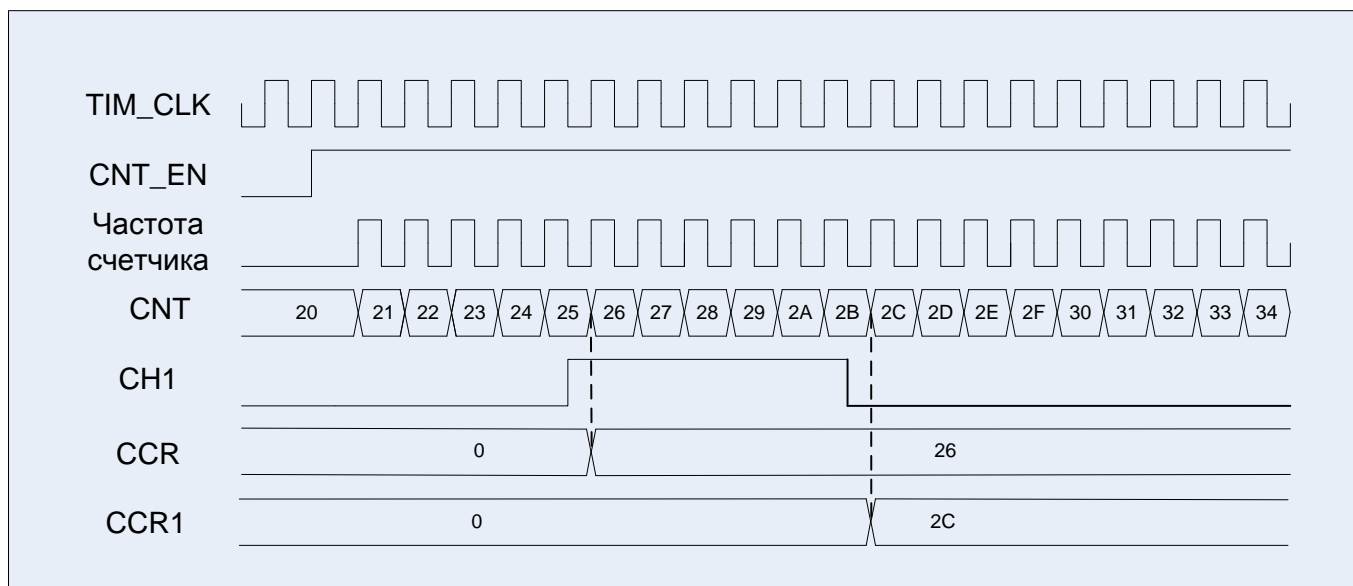 TIM_CLK
CNT_EN
Частота
счетчика
CNT 20 21 22 23 24 25 26 27 28 29 2A 2B 2C 2D 2E 2F 30 31 32 33 34
CH1
CCR 0 26
CCR1 0 2C